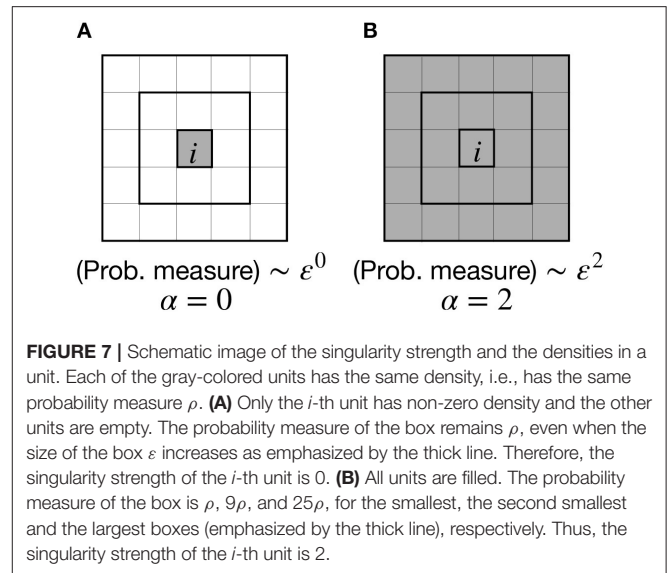 A B
i i
(Prob. measure) ~ ε⁰ (Prob. measure) ~ ε²
α = 0 α = 2
FIGURE 7 | Schematic image of the singularity strength and the densities in a
unit. Each of the gray-colored units has the same density, i.e., has the same
probability measure ρ. (A) Only the i-th unit has non-zero density and the other
units are empty. The probability measure of the box remains ρ, even when the
size of the box ε increases as emphasized by the thick line. Therefore, the
singularity strength of the i-th unit is 0. (B) All units are filled. The probability
measure of the box is ρ, 9ρ, and 25ρ, for the smallest, the second smallest
and the largest boxes (emphasized by the thick line), respectively. Thus, the
singularity strength of the i-th unit is 2.